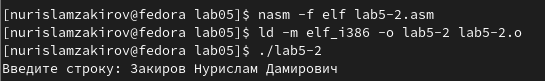 [nurislamzakirov@fedora lab05]$ nasm -f elf lab5-2.asm
[nurislamzakirov@fedora lab05]$ ld -m elf_i386 -o lab5-2 lab5-2.o
[nurislamzakirov@fedora lab05]$ ./lab5-2
Введите строку: Закиров Нурислам Дамирович